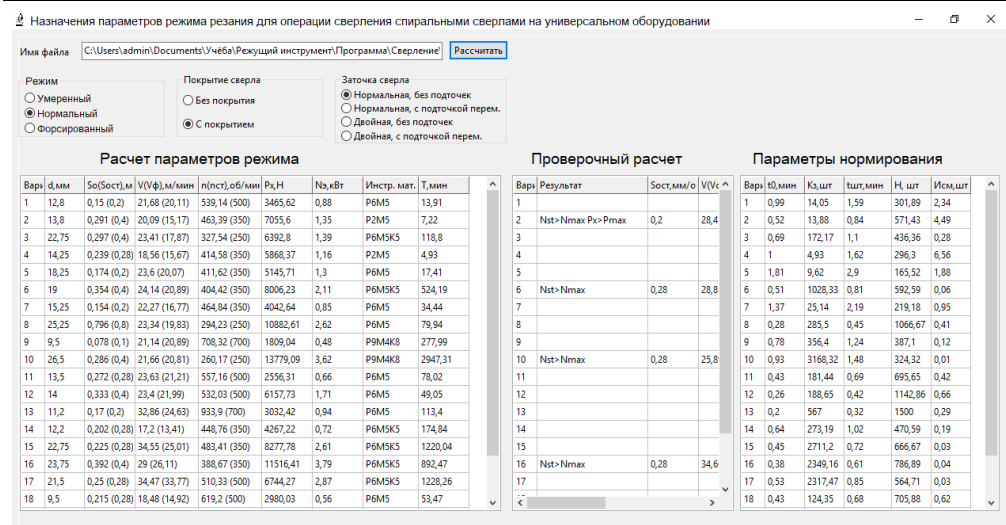 Назначения параметров режима резания для операции сверления спиральными сверлами на универсальном оборудовании
Имя файла C:\Users\admin\Documents\Учёба\Режущий инструмент\Программа\Сверление' Рассчитать
Режим
Умеренный
Нормальный
Форсированный
Покрытие сверла
Без покрытия
С покрытием
Заточка сверла
Нормальная, без подточек
Нормальная, с подточкой перем.
Двойная, без подточек
Двойная, с подточкой перем.
Расчет параметров режима
Вари d,мм So(Sост),м V(Vф),м/мин n(nст),об/мин Px,Н Nэ,кВт Инстр. мат. T,мин
1 12,8 0,15 (0,2) 21,68 (20,11) 539,14 (500) 3465,62 0,88 Р6М5 13,91
2 13,8 0,291 (0,4) 20,09 (15,17) 463,39 (350) 7055,6 1,35 Р2М5 7,22
3 22,75 0,297 (0,4) 23,41 (17,87) 327,54 (250) 6392,8 1,39 Р6М5К5 118,8
4 14,25 0,239 (0,28) 18,56 (15,67) 414,58 (350) 5868,37 1,16 Р2М5 4,93
5 18,25 0,174 (0,2) 23,6 (20,07) 411,62 (350) 5145,71 1,3 Р6М5 17,41
6 19 0,354 (0,4) 24,14 (20,89) 404,42 (350) 8006,23 2,11 Р6М5К5 524,19
7 15,25 0,154 (0,2) 22,27 (16,77) 464,84 (350) 4042,64 0,85 Р6М5 34,44
8 25,25 0,796 (0,8) 23,34 (19,83) 294,23 (250) 10882,61 2,62 Р6М5 79,94
9 9,5 0,078 (0,1) 21,14 (20,89) 708,32 (700) 1809,04 0,48 Р9М4К8 277,99
10 26,5 0,286 (0,4) 21,66 (20,81) 260,17 (250) 13779,09 3,62 Р9М4К8 2947,31
11 13,5 0,272 (0,28) 23,63 (21,21) 557,16 (500) 2556,31 0,66 Р6М5 78,02
12 14 0,333 (0,4) 23,4 (21,99) 532,03 (500) 6157,73 1,71 Р6М5 49,05
13 11,2 0,17 (0,2) 32,86 (24,63) 933,9 (700) 3032,42 0,94 Р6М5 113,4
14 12,2 0,202 (0,28) 17,2 (13,41) 448,76 (350) 4267,22 0,72 Р6М5К5 174,84
15 22,75 0,225 (0,28) 34,55 (25,01) 483,41 (350) 8277,78 2,61 Р6М5К5 1220,04
16 23,75 0,392 (0,4) 29 (26,11) 388,67 (350) 11516,41 3,79 Р6М5К5 892,47
17 21,5 0,25 (0,28) 34,47 (33,77) 510,33 (500) 6744,27 2,87 Р6М5К5 1228,26
18 9,5 0,215 (0,28) 18,48 (14,92) 619,2 (500) 2980,03 0,56 Р6М5 53,47
Проверочный расчет
Вари Результат Sост,мм/о V(Vс
1
2 Nst>Nmax Px>Pmax 0,2 28,4
3
4
5
6 Nst>Nmax 0,28 28,8
7
8
9
10 Nst>Nmax 0,28 25,8
11
12
13
14
15
16 Nst>Nmax 0,28 34,6
17
Параметры нормирования
Вари t0,мин Kз,шт tшт,мин Н, шт Исм,шт
1 0,99 14,05 1,59 301,89 2,34
2 0,52 13,88 0,84 571,43 4,49
3 0,69 172,17 1,1 436,36 0,28
4 1 4,93 1,62 296,3 6,56
5 1,81 9,62 2,9 165,52 1,88
6 0,51 1028,33 0,81 592,59 0,06
7 1,37 25,14 2,19 219,18 0,95
8 0,28 285,5 0,45 1066,67 0,41
9 0,78 356,4 1,24 387,1 0,12
10 0,93 3168,32 1,48 324,32 0,01
11 0,43 181,44 0,69 695,65 0,42
12 0,26 188,65 0,42 1142,86 0,66
13 0,2 567 0,32 1500 0,29
14 0,64 273,19 1,02 470,59 0,19
15 0,45 2711,2 0,72 666,67 0,03
16 0,38 2349,16 0,61 786,89 0,04
17 0,53 2317,47 0,85 564,71 0,03
18 0,43 124,35 0,68 705,88 0,62